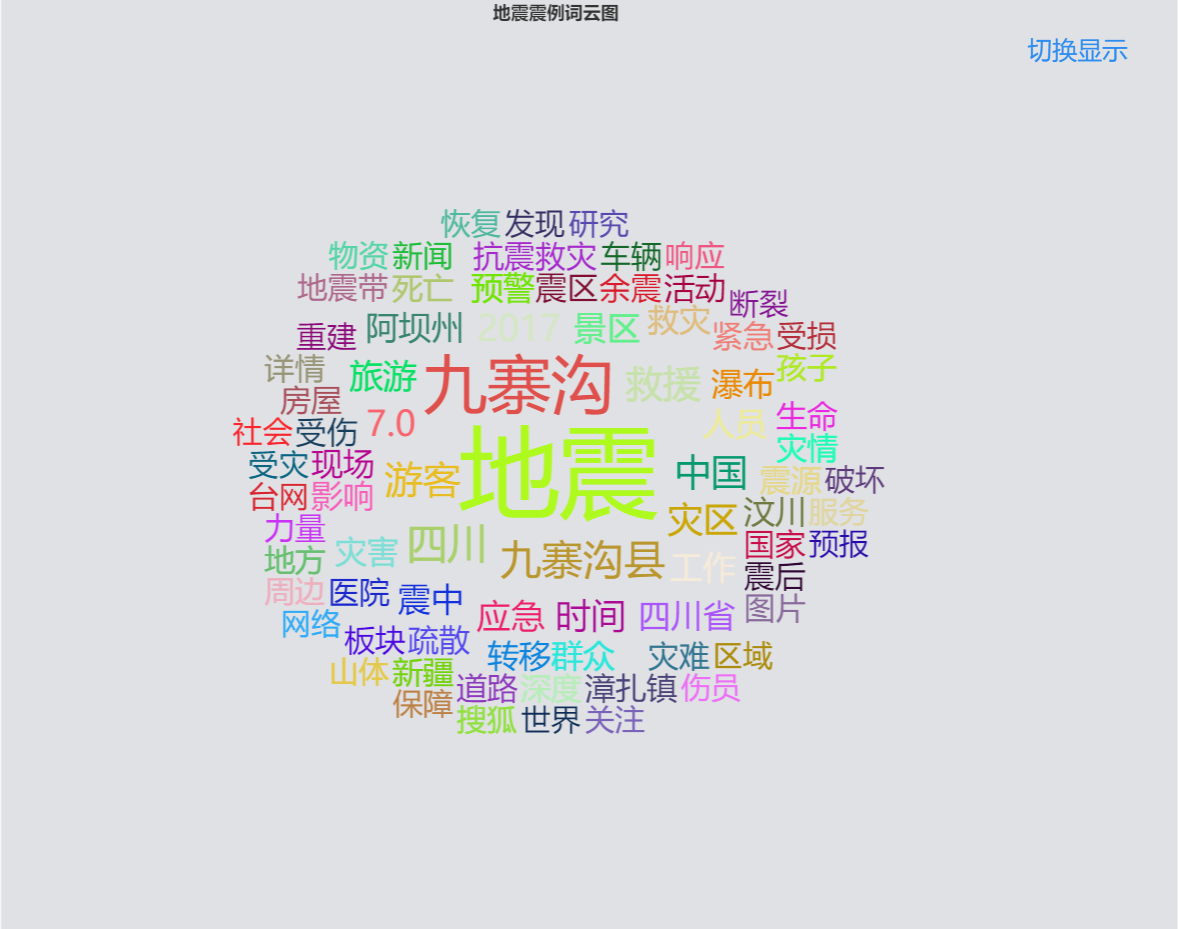 地震震例词云图
切换显示
恢复 发现 研究
物资 新闻 抗震救灾 车辆 响应
地震带 死亡 预警 震区 余震 活动 断裂
重建 阿坝州 2017 景区 救灾 紧急 受损
详情 旅游 九寨沟 救援 瀑布 孩子
房屋
社会 受伤 7.0 人员 生命
地震
受灾 现场 游客 中国 灾情
震源 破坏
台网 影响 灾区 汶川 服务
力量
地方 灾害 四川 九寨沟县 工作 国家 预报
周边 医院 震中 震后
网络 应急 时间 四川省 图片
板块 疏散 转移 群众 灾难 区域
山体 新疆 道路 深度 漳扎镇 伤员
保障 搜狐 世界 关注